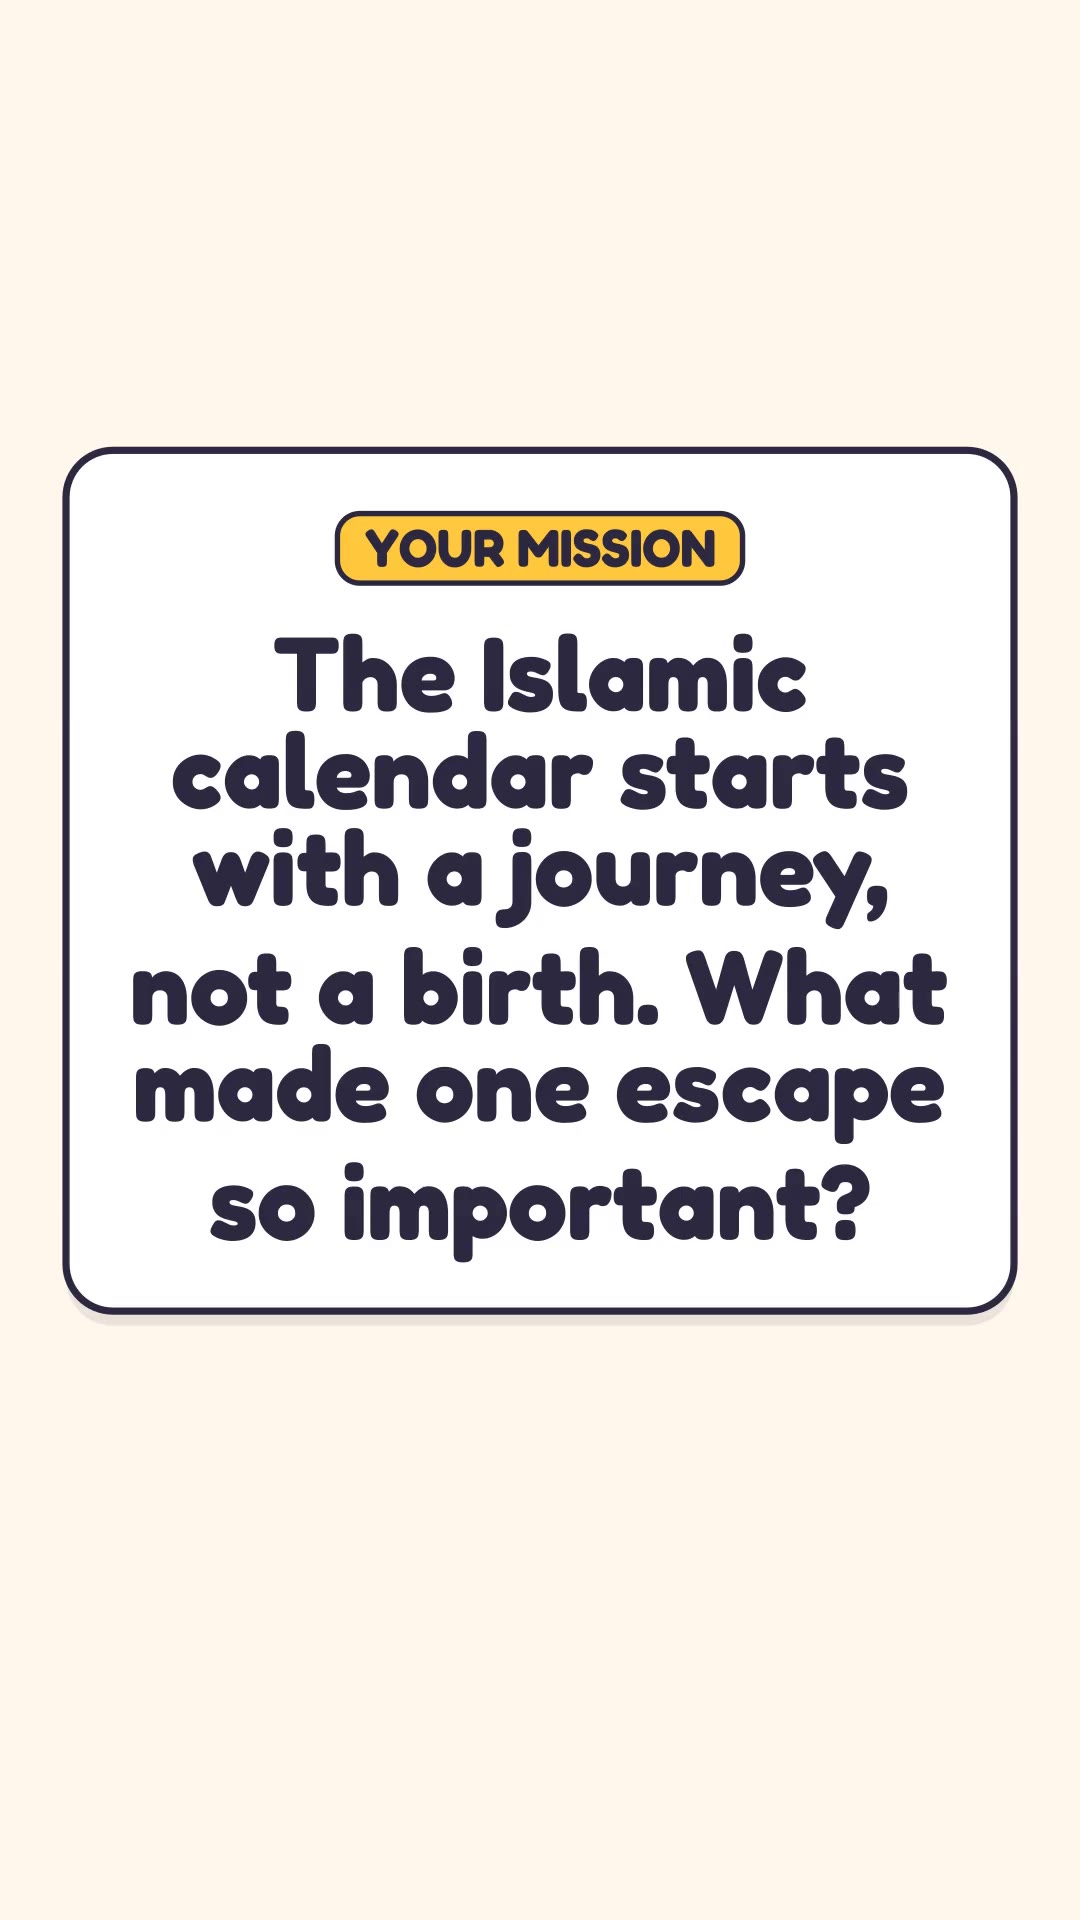 YOUR MISSION
The Islamic
calendar starts
with a journey,
not a birth. What
made one escape
so important?